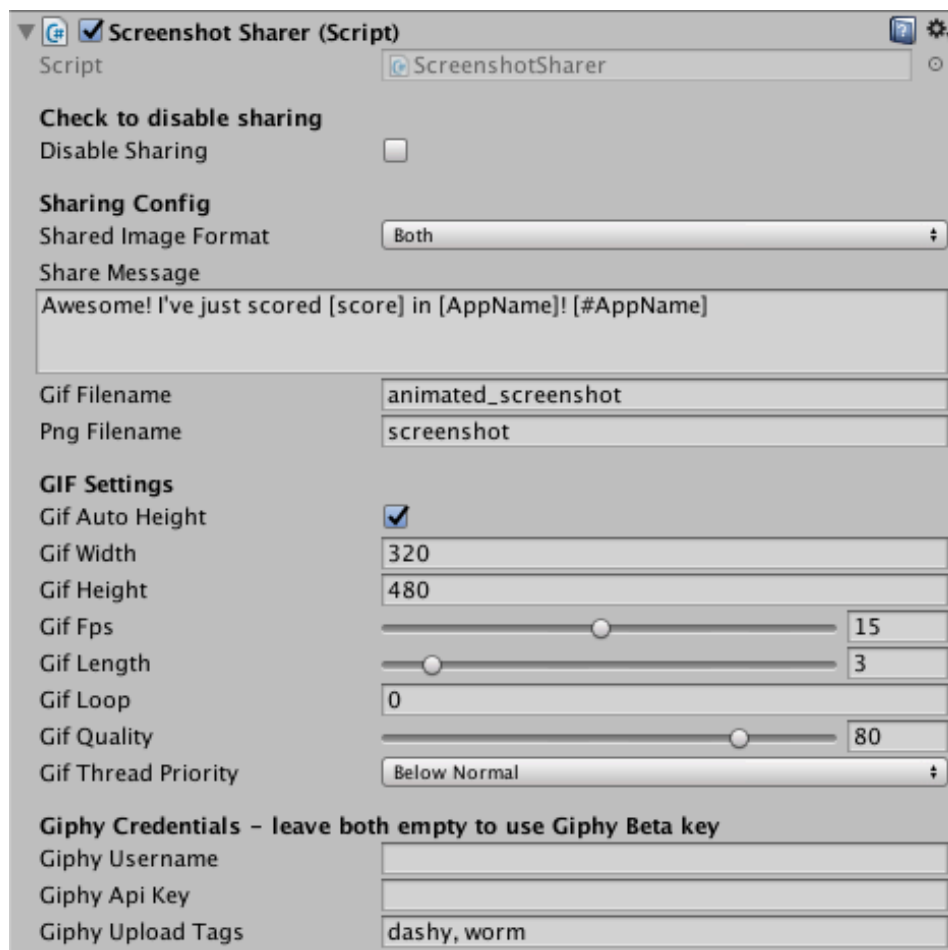 Screenshot Sharer (Script)
Script ScreenshotSharer
Check to disable sharing
Disable Sharing
Sharing Config
Shared Image Format Both
Share Message
Awesome! I've just scored [score] in [AppName]! [#AppName]
Gif Filename animated_screenshot
Png Filename screenshot
GIF Settings
Gif Auto Height
Gif Width 320
Gif Height 480
Gif Fps 15
Gif Length 3
Gif Loop 0
Gif Quality 80
Gif Thread Priority Below Normal
Giphy Credentials - leave both empty to use Giphy Beta key
Giphy Username
Giphy Api Key
Giphy Upload Tags dashy, worm